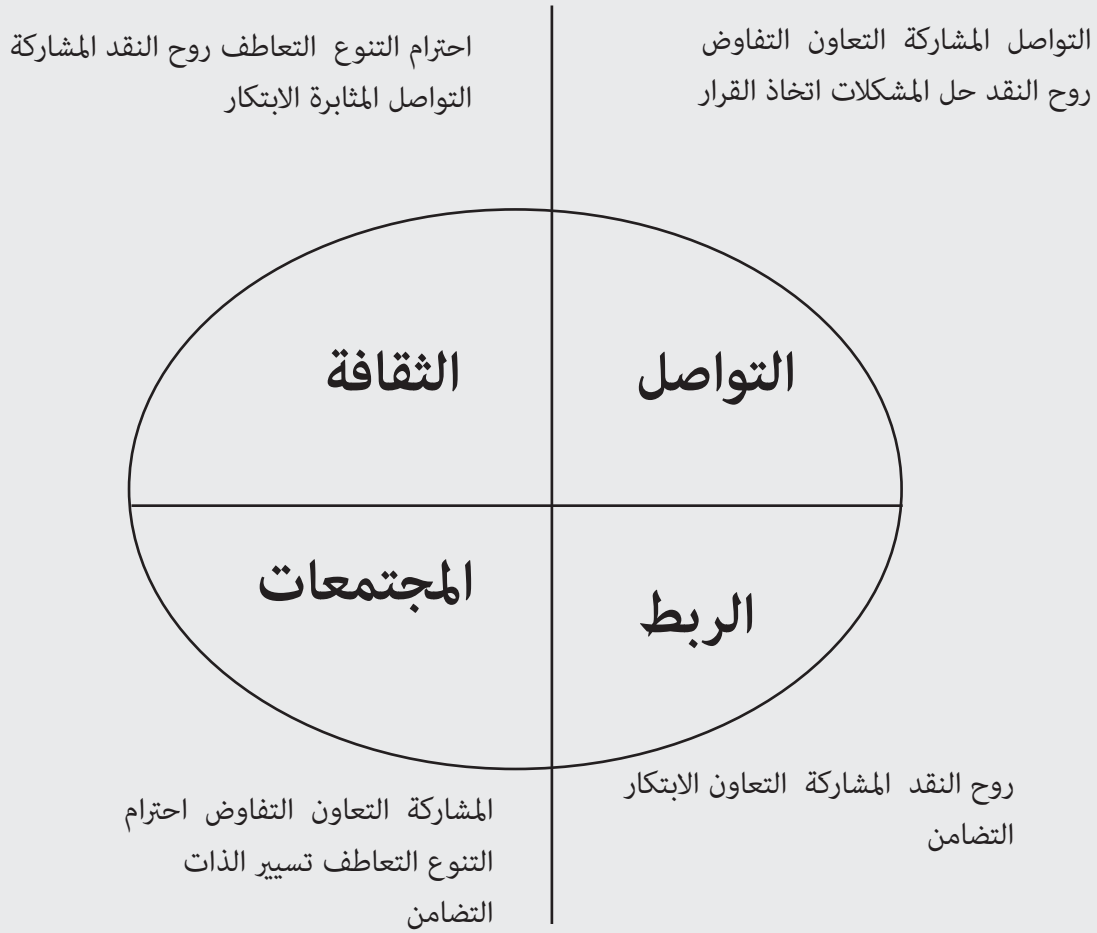 التواصل المشاركة التعاون التفاوض
روح النقد حل المشكلات اتخاذ القرار
احترام التنوع التعاطف روح النقد المشاركة
التواصل المثابرة الابتكار
التواصل
الثقافة
الربط
المجتمعات
روح النقد المشاركة التعاون الابتكار
التضامن
المشاركة التعاون التفاوض احترام
التنوع التعاطف تسيير الذات
التضامن